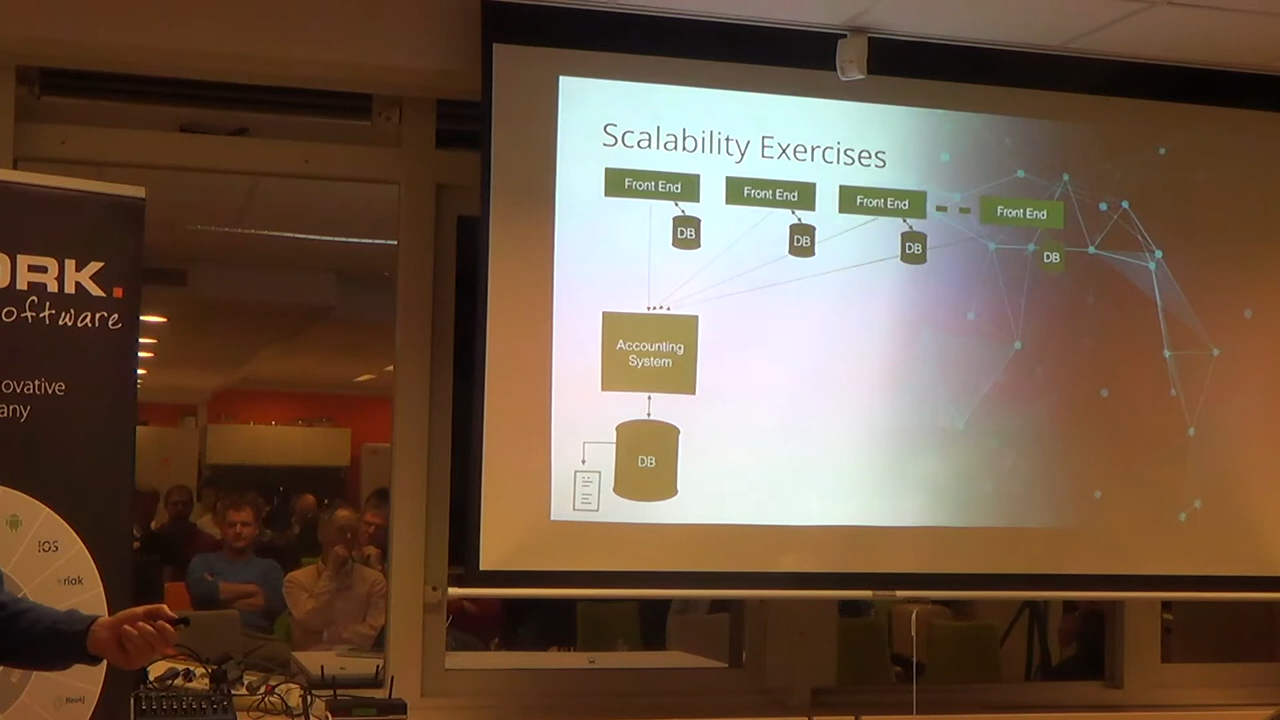 Scalability Exercises
Front End
Front End
Front End
Front End
DB
DB
DB
DB
Accounting
System
DB
ORK.
oftware
ovative
any
iOS
riak
Neo4j